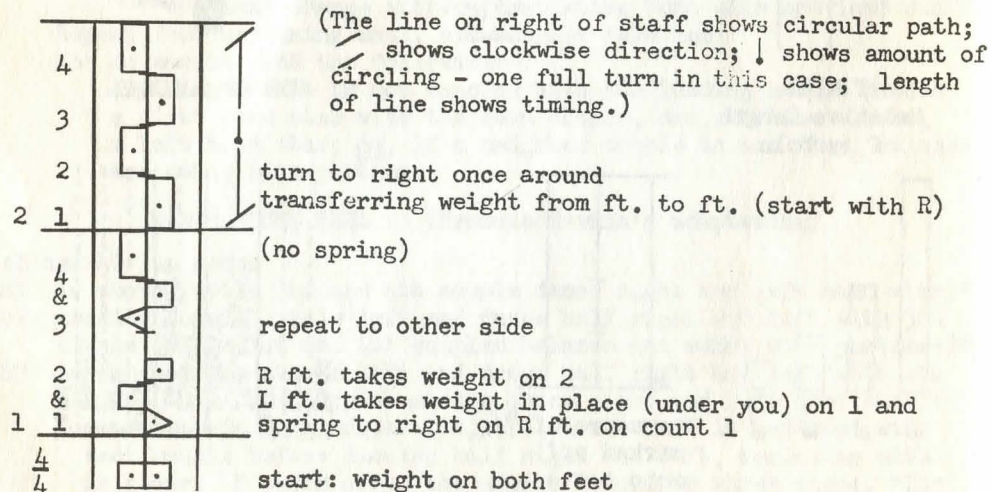 (The line on right of staff shows circular path;
shows clockwise direction; shows amount of
4 circling - one full turn in this case; length
of line shows timing.)
3
2 turn to right once around
2 1 transferring weight from ft. to ft. (start with R)
(no spring)
4
&
3 repeat to other side
2 R ft. takes weight on 2
& L ft. takes weight in place (under you) on 1 and
1 1 spring to right on R ft. on count 1
4
4 start: weight on both feet